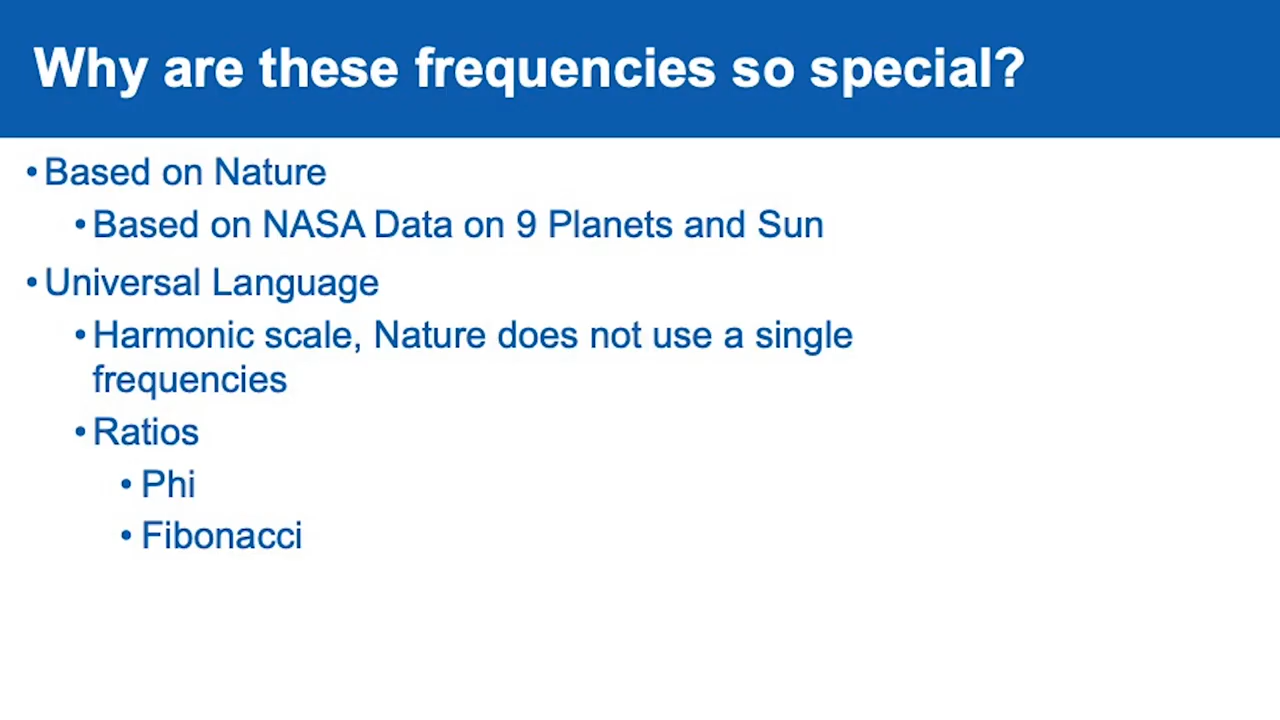 Why are these frequencies so special?
•Based on Nature
•Based on NASA Data on 9 Planets and Sun
•Universal Language
•Harmonic scale, Nature does not use a single
frequencies
•Ratios
•Phi
•Fibonacci